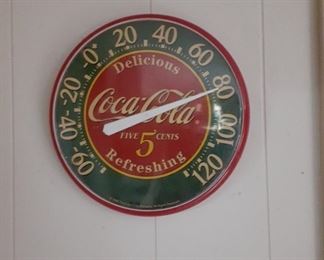 -60 -40 -20 0 20 40 60 80 100 120
Delicious
Coca-Cola
FIVE 5 CENTS
Refreshing